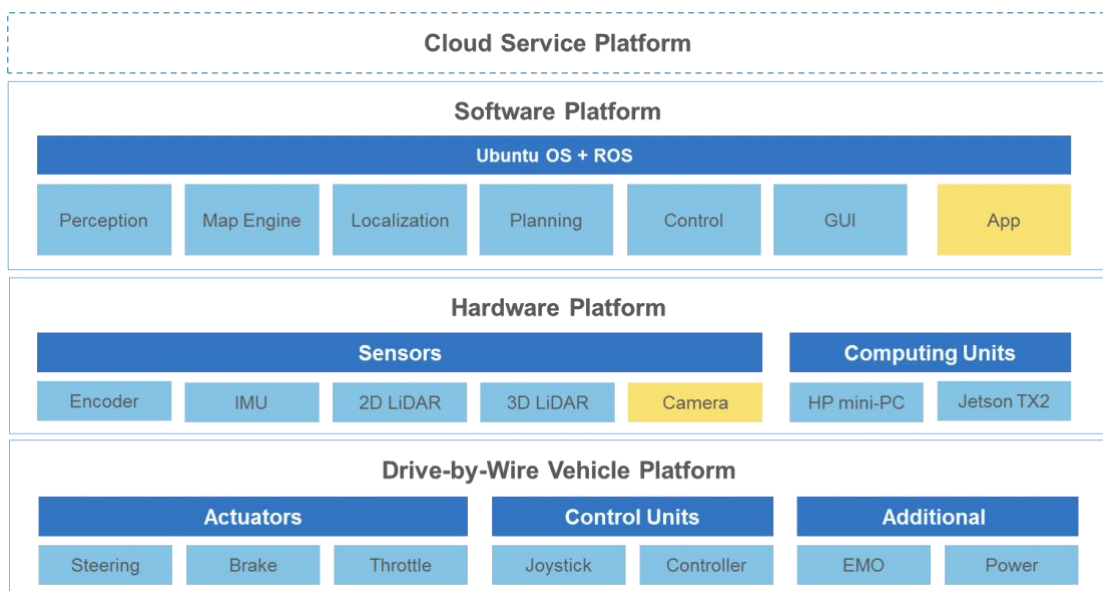 Cloud Service Platform
Software Platform
Ubuntu OS + ROS
Perception
Map Engine
Localization
Planning
Control
GUI
App
Hardware Platform
Sensors
Computing Units
Encoder
IMU
2D LiDAR
3D LiDAR
Camera
HP mini-PC
Jetson TX2
Drive-by-Wire Vehicle Platform
Actuators
Control Units
Additional
Steering
Brake
Throttle
Joystick
Controller
EMO
Power